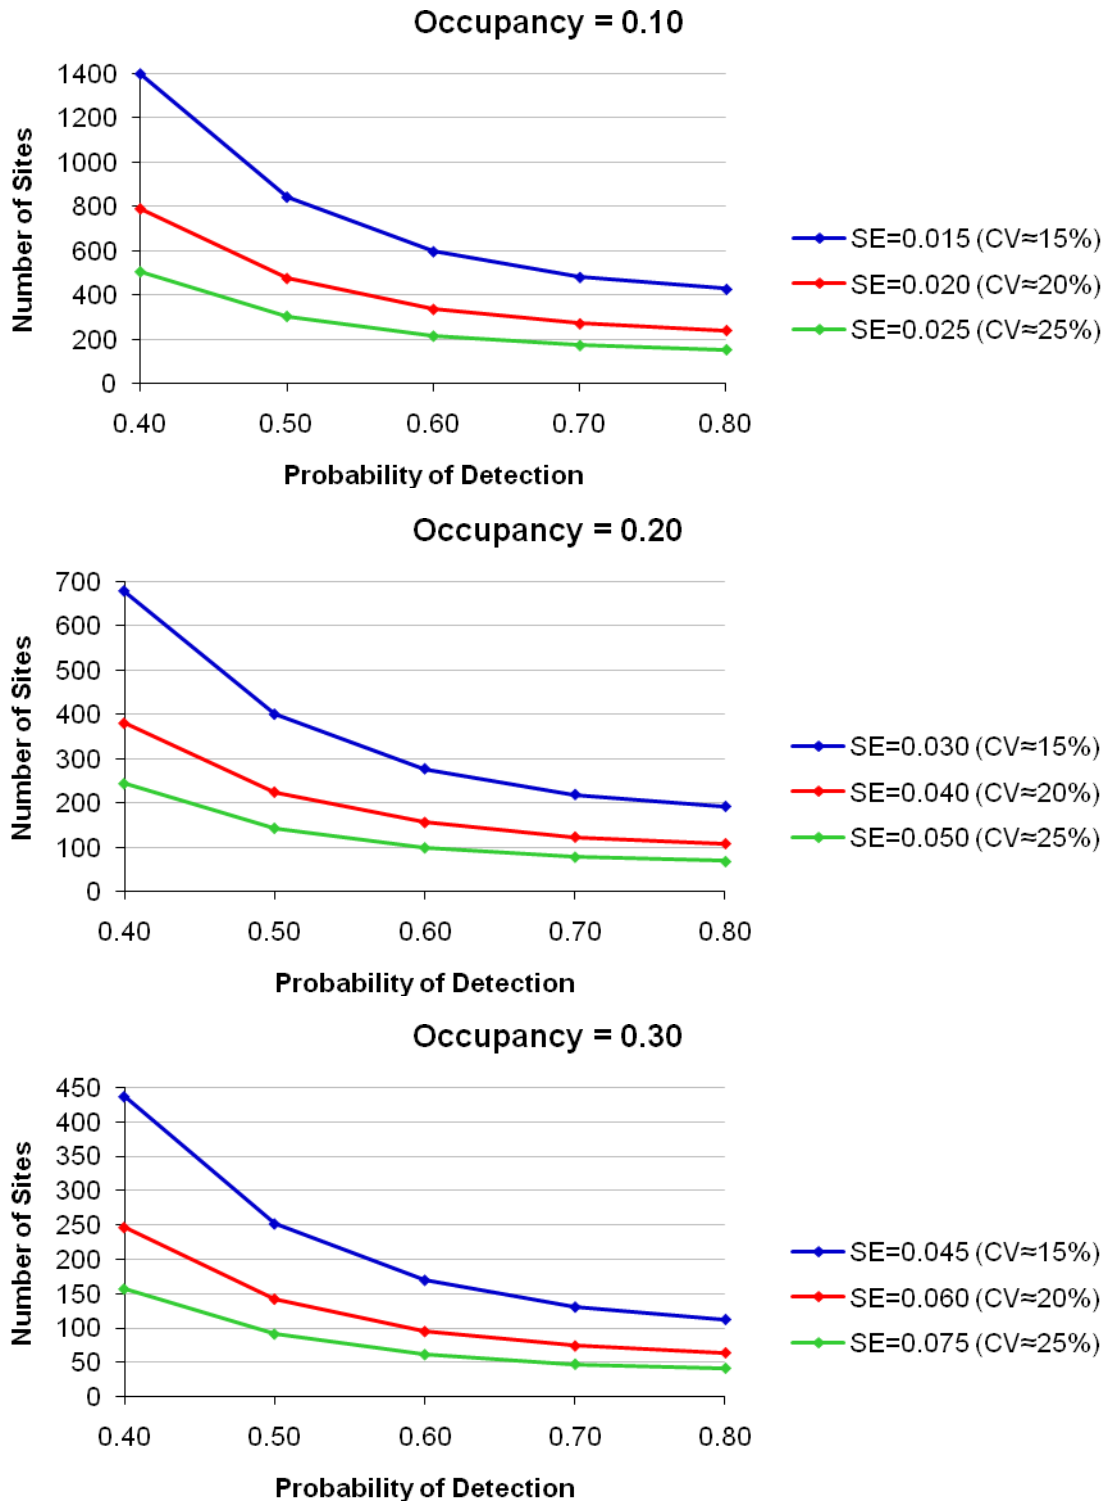 Occupancy = 0.10
1400
1200
1000
800
600
400
200
0
Number of Sites
0.40 0.50 0.60 0.70 0.80
Probability of Detection
SE=0.015 (CV≈15%)
SE=0.020 (CV≈20%)
SE=0.025 (CV≈25%)
Occupancy = 0.20
700
600
500
400
300
200
100
0
Number of Sites
0.40 0.50 0.60 0.70 0.80
Probability of Detection
SE=0.030 (CV≈15%)
SE=0.040 (CV≈20%)
SE=0.050 (CV≈25%)
Occupancy = 0.30
450
400
350
300
250
200
150
100
50
0
Number of Sites
0.40 0.50 0.60 0.70 0.80
Probability of Detection
SE=0.045 (CV≈15%)
SE=0.060 (CV≈20%)
SE=0.075 (CV≈25%)